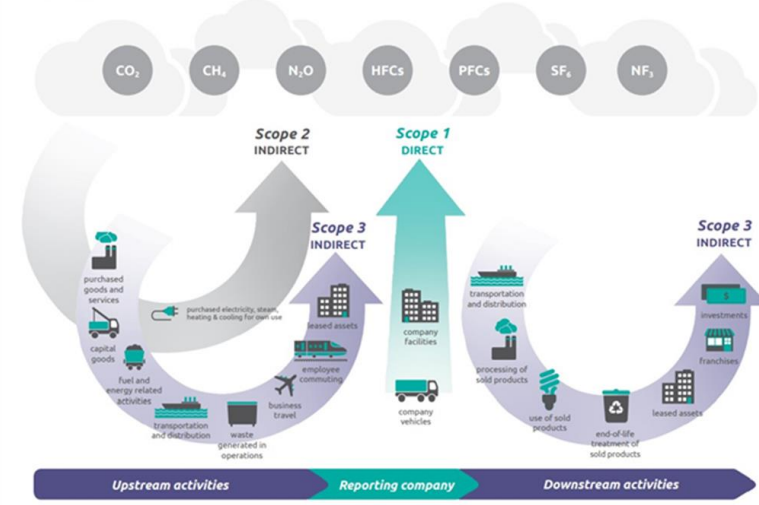 CO₂ CH₄ N₂O HFCs PFCs SF₆ NF₃
Scope 2
INDIRECT
Scope 1
DIRECT
Scope 3
INDIRECT
Scope 3
INDIRECT
purchased
goods and
services
capital
goods
fuel and
energy related
activities
transportation
and distribution
waste
generated in
operations
business
travel
employee
commuting
leased assets
purchased electricity, steam,
heating & cooling for own use
company
facilities
company
vehicles
transportation
and distribution
processing of
sold products
use of sold
products
end-of-life
treatment of
sold products
leased assets
franchises
$
investments
Upstream activities
Reporting company
Downstream activities